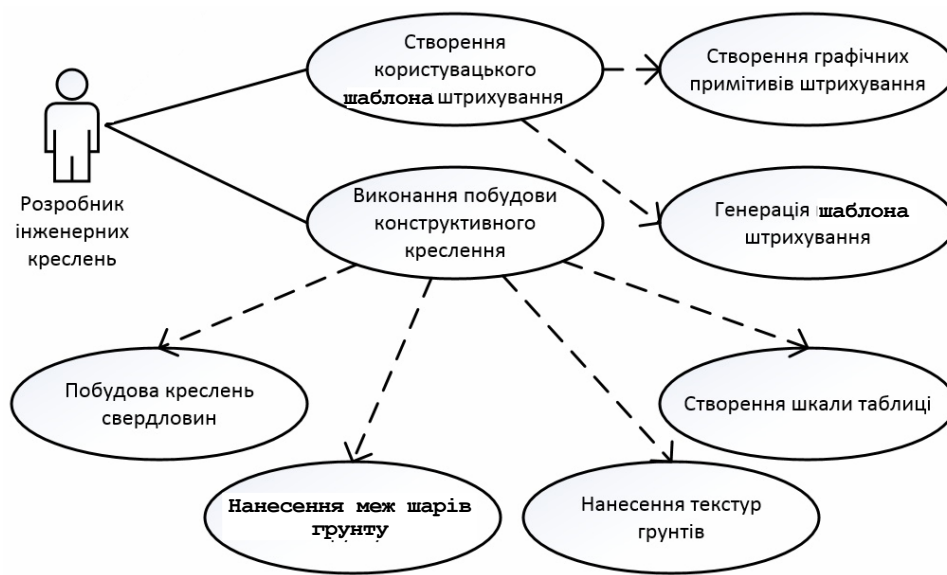 Створення
користувацького
шаблона штрихування
Створення графічних
примітивів штрихування
Розробник
інженерних
креслень
Виконання побудови
конструктивного
креслення
Генерація шаблона
штрихування
Побудова креслень
свердловин
Створення шкали таблиці
Нанесення меж шарів
грунту
Нанесення текстур
грунтів